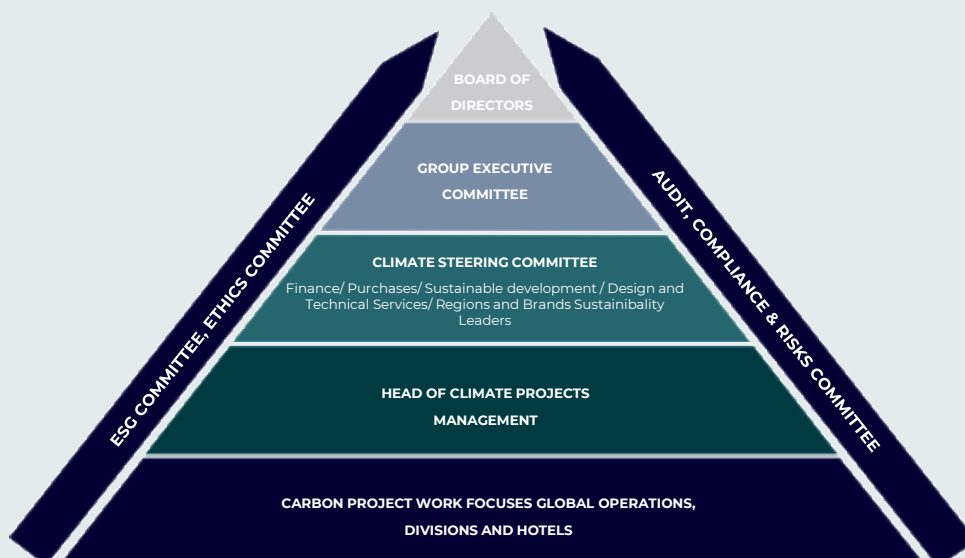 BOARD OF
DIRECTORS
GROUP EXECUTIVE
COMMITTEE
CLIMATE STEERING COMMITTEE
Finance/ Purchases/ Sustainable development / Design and
Technical Services/ Regions and Brands Sustainibality
Leaders
HEAD OF CLIMATE PROJECTS
MANAGEMENT
CARBON PROJECT WORK FOCUSES GLOBAL OPERATIONS,
DIVISIONS AND HOTELS
ESG COMMITTEE, ETHICS COMMITTEE
AUDIT, COMPLIANCE & RISKS COMMITTEE